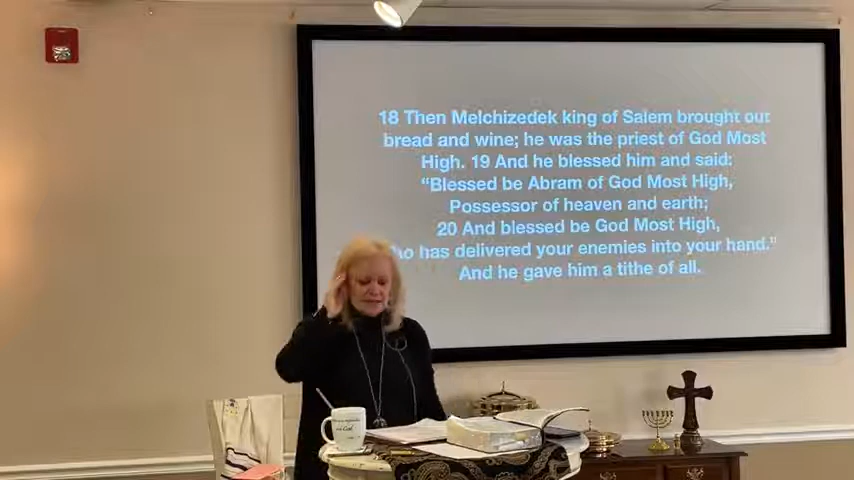 18 Then Melchizedek king of Salem brought out
bread and wine; he was the priest of God Most
High. 19 And he blessed him and said:
“Blessed be Abram of God Most High,
Possessor of heaven and earth;
20 And blessed be God Most High,
has delivered your enemies into your hand.”
And he gave him a tithe of all.